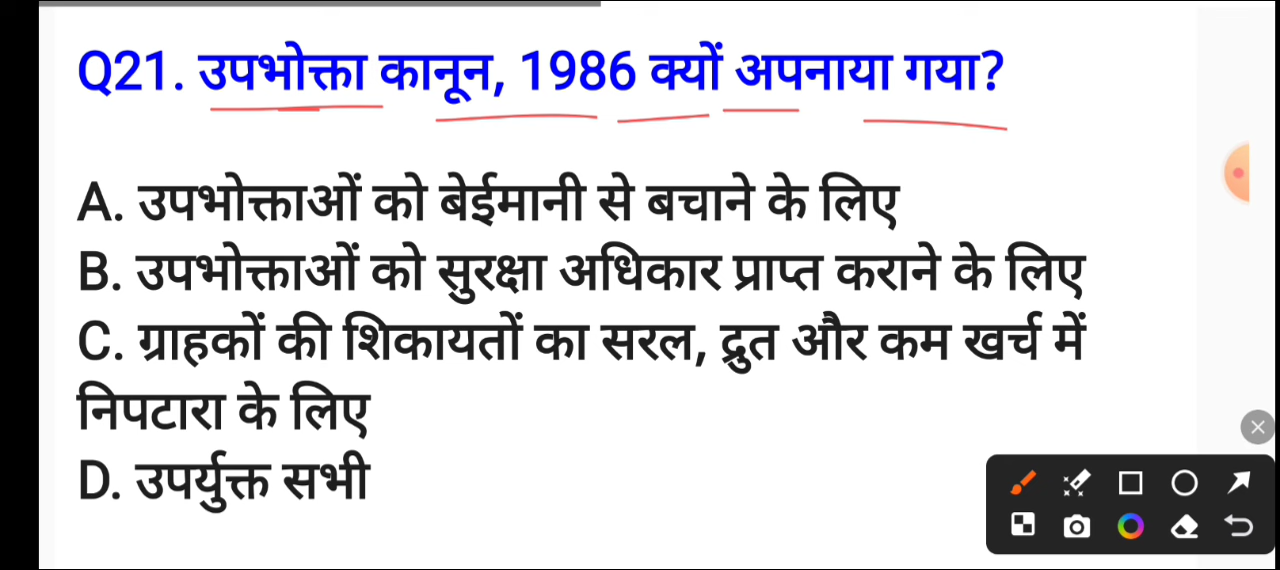 Q21. उपभोक्ता कानून, 1986 क्यों अपनाया गया?
A. उपभोक्ताओं को बेईमानी से बचाने के लिए
B. उपभोक्ताओं को सुरक्षा अधिकार प्राप्त कराने के लिए
C. ग्राहकों की शिकायतों का सरल, द्रुत और कम खर्च में
निपटारा के लिए
D. उपर्युक्त सभी